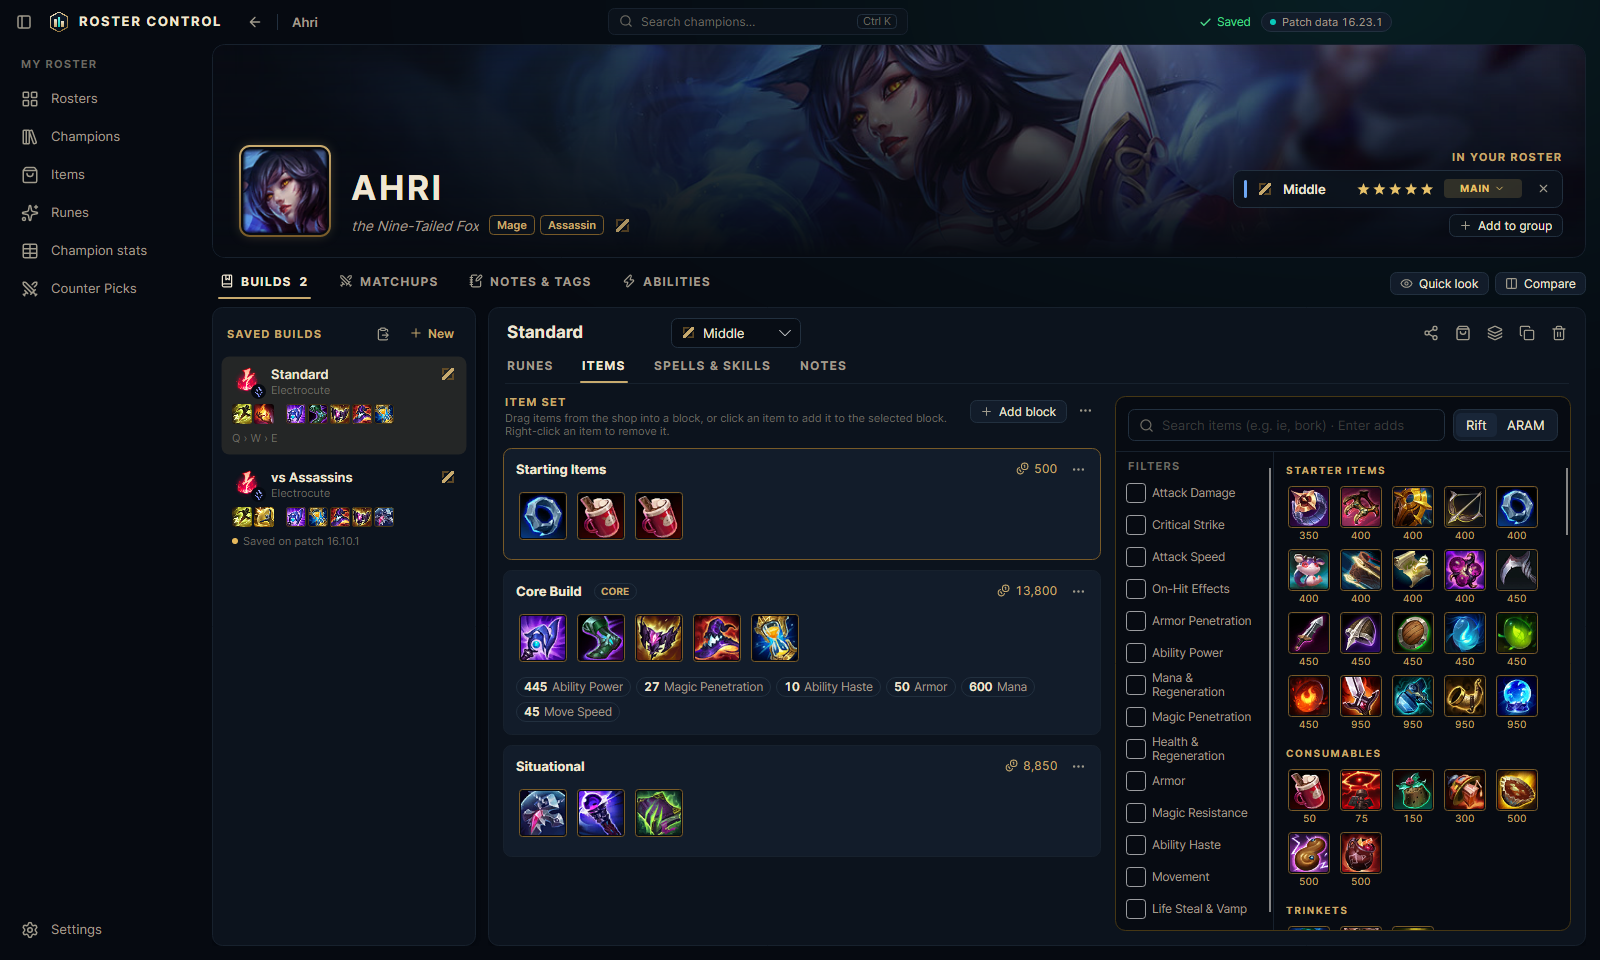 ROSTER CONTROL
Ahri
Search champions...
Ctrl K
Saved
Patch data 16.23.1
MY ROSTER
Rosters
Champions
Items
Runes
Champion stats
Counter Picks
Settings
AHRI
the Nine-Tailed Fox
Mage
Assassin
IN YOUR ROSTER
Middle
MAIN
Add to group
BUILDS 2
MATCHUPS
NOTES & TAGS
ABILITIES
Quick look
Compare
SAVED BUILDS
New
Standard
Electrocute
Q › W › E
vs Assassins
Electrocute
Saved on patch 16.10.1
Standard
Middle
RUNES
ITEMS
SPELLS & SKILLS
NOTES
ITEM SET
Drag items from the shop into a block, or click an item to add it to the selected block.
Right-click an item to remove it.
Add block
Starting Items
500
Core Build
CORE
13,800
445 Ability Power
27 Magic Penetration
10 Ability Haste
50 Armor
600 Mana
45 Move Speed
Situational
8,850
Search items (e.g. ie, bork) · Enter adds
Rift
ARAM
FILTERS
Attack Damage
Critical Strike
Attack Speed
On-Hit Effects
Armor Penetration
Ability Power
Mana &
Regeneration
Magic Penetration
Health &
Regeneration
Armor
Magic Resistance
Ability Haste
Movement
Life Steal & Vamp
STARTER ITEMS
350 400 400 400 400
400 400 400 400 450
450 450 450 450 450
450 950 950 950 950
CONSUMABLES
50 75 150 300 500
500 500
TRINKETS